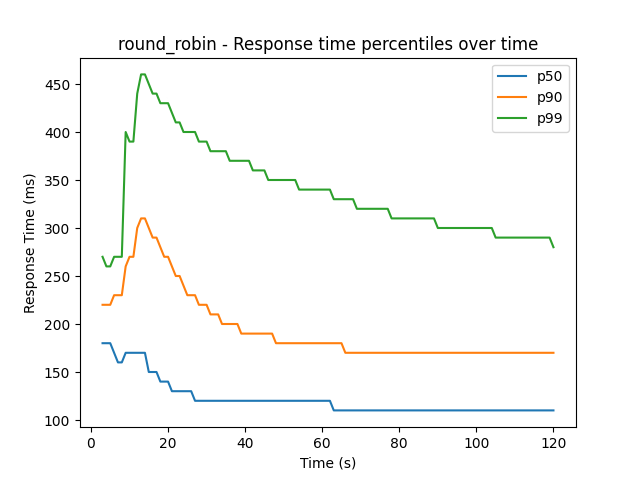 round_robin - Response time percentiles over time
p50
p90
p99
Response Time (ms)
450
400
350
300
250
200
150
100
0
20
40
60
80
100
120
Time (s)